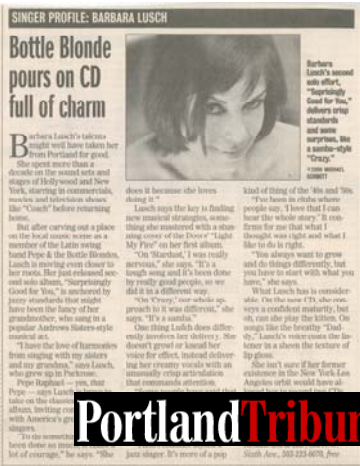 SINGER PROFILE: BARBARA LUSCH
Bottle Blonde
pours on CD
full of charm
Barbara Lusch's talents
might well have taken her
from Portland for good.
She spent more than a
decade on the sound sets and
stages of Hollywood and New
York, starring in commercials,
movies and television shows
like "Coach" before returning
home.
But after carving out a place
on the local music scene as a
member of the Latin swing
band Pepe & the Bottle Blondes,
Lusch is moving even closer to
her roots. Her just released sec-
ond solo album, "Surprisingly
Good for You," is anchored by
jazzy standards that might
have been the fancy of her
grandmother, who sang in a
popular Andrews Sisters-style
musical act.
"I have the love of harmonies
from singing with my sisters
and my grandma," says Lusch,
who grew up in Parkrose.
Pepe Raphael — yes, that
Pepe — says Lusch
take on the classic
album, inviting
with America's
singers.
"To do something
been done so
lot of courage," he says. "She
does it because she loves
doing it."
Lusch says the key is finding
new musical strategies, some-
thing she mastered with a stun-
ning cover of the Doors' "Light
My Fire" on her first album.
"On 'Stardust,' I was really
nervous," she says. "It's a
tough song and it's been done
by really good people, so we
did it in a different way.
"On 'Crazy,' our whole ap-
proach to it was different," she
says. "It's a samba."
One thing Lusch does differ-
ently involves her delivery. She
doesn't growl or knead her
voice for effect, instead deliver-
ing her creamy vocals with an
unusually crisp articulation
that commands attention.
jazz singer. It's more of a pop
Barbara
Lusch's second
solo effort,
"Suprisingly
Good for You,"
delivers crisp
standards
and some
surprises, like
a samba-style
"Crazy."
kind of thing of the '40s and '50s.
"I've been in clubs where
people say, 'I love that I can
hear the whole story.' It con-
firms for me that what I
thought was right and what I
like to do is right.
"You always want to grow
and do things differently, but
you have to start with what you
have," she says.
What Lusch has is consider-
able. On the new CD, she con-
veys a confident maturity, but
oh, can she play the kitten. On
songs like the breathy "Dad-
dy," Lusch's voice coats the lis-
tener in a sheen the texture of
lip gloss.
She isn't sure if her former
existence in the New York Los
Angeles orbit would have al-
PortlandTribun
Sixth Ave., 503-223-0070, free